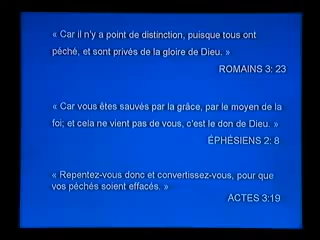 « Car il n'y a point de distinction, puisque tous ont
péché, et sont privés de la gloire de Dieu. »
ROMAINS 3: 23
« Car vous êtes sauvés par la grâce, par le moyen de la
foi; et cela ne vient pas de vous, c'est le don de Dieu. »
ÉPHÉSIENS 2: 8
« Repentez-vous donc et convertissez-vous, pour que
vos péchés soient effacés. »
ACTES 3:19